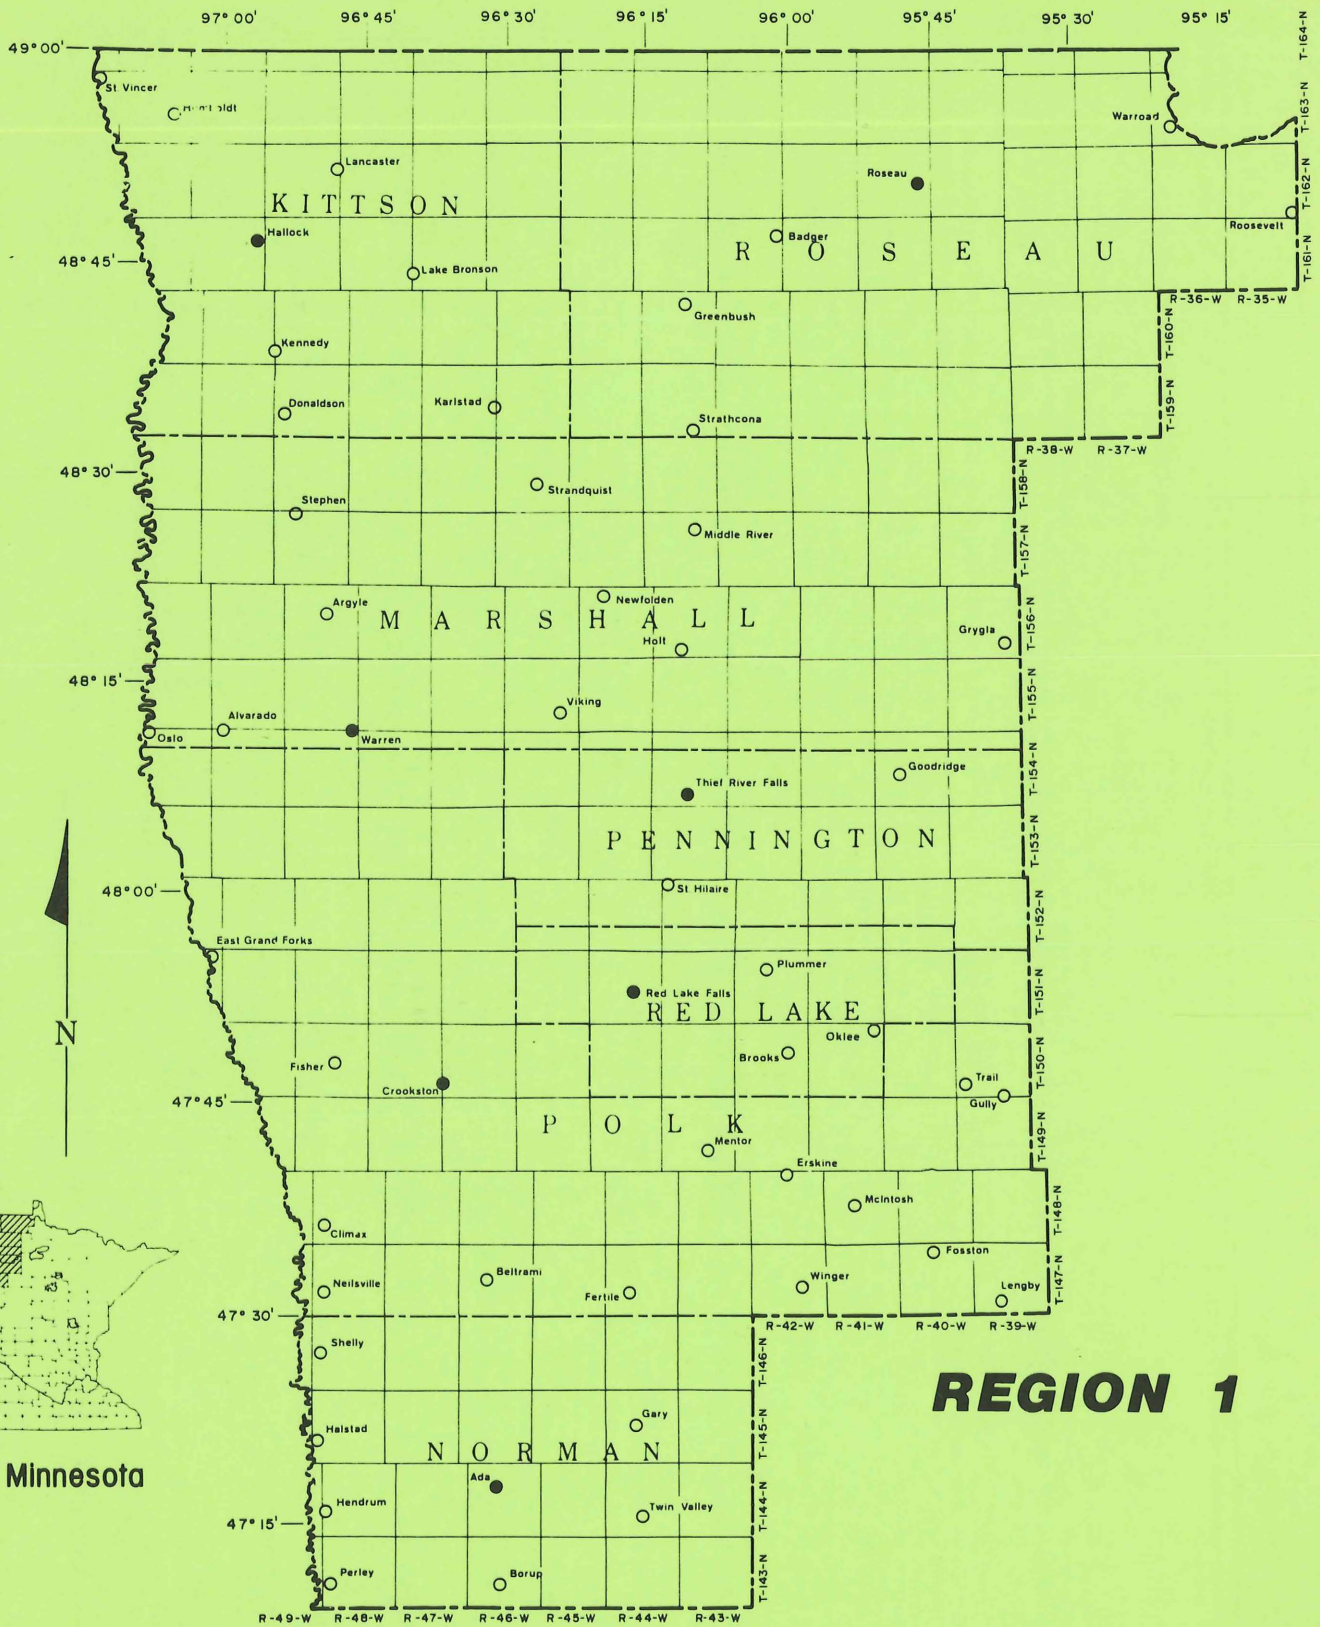 97° 00' 96° 45' 96° 30' 96° 15' 96° 00' 95° 45' 95° 30' 95° 15'
T-164-N
49° 00'
St. Vincent
T-163-N
Warroad
Lancaster
Roseau
T-162-N
KITTSON
Hallock
Badger
Roosevelt
ROSEAU
48° 45'
Lake Bronson
T-161-N
R-36-W R-35-W
Greenbush
T-160-N
Kennedy
Donaldson
Karlstad
Strathcona
T-159-N
R-38-W R-37-W
48° 30'
Strandquist
T-158-N
Stephen
Middle River
T-157-N
Argyle
Newfolden
MARSHALL
Holt
Grygla
T-156-N
48° 15'
T-155-N
Viking
Alvarado
Oslo
Warren
Goodridge
T-154-N
Thief River Falls
PENNINGTON
T-153-N
48° 00'
St. Hilaire
T-152-N
East Grand Forks
Plummer
Red Lake Falls
T-151-N
RED LAKE
N
Oklee
Brooks
Fisher
T-150-N
Trail
Crookston
Gully
47° 45'
POLK
T-149-N
Mentor
Erskine
McIntosh
T-148-N
Climax
Fosston
Beltrami
Winger
Neilsville
Fertile
Lengby
T-147-N
47° 30'
R-42-W R-41-W R-40-W R-39-W
Shelly
T-146-N
REGION 1
Gary
Halstad
T-145-N
NORMAN
Minnesota
Ada
Hendrum
Twin Valley
T-144-N
47° 15'
Perley
Borup
T-143-N
R-49-W R-48-W R-47-W R-46-W R-45-W R-44-W R-43-W